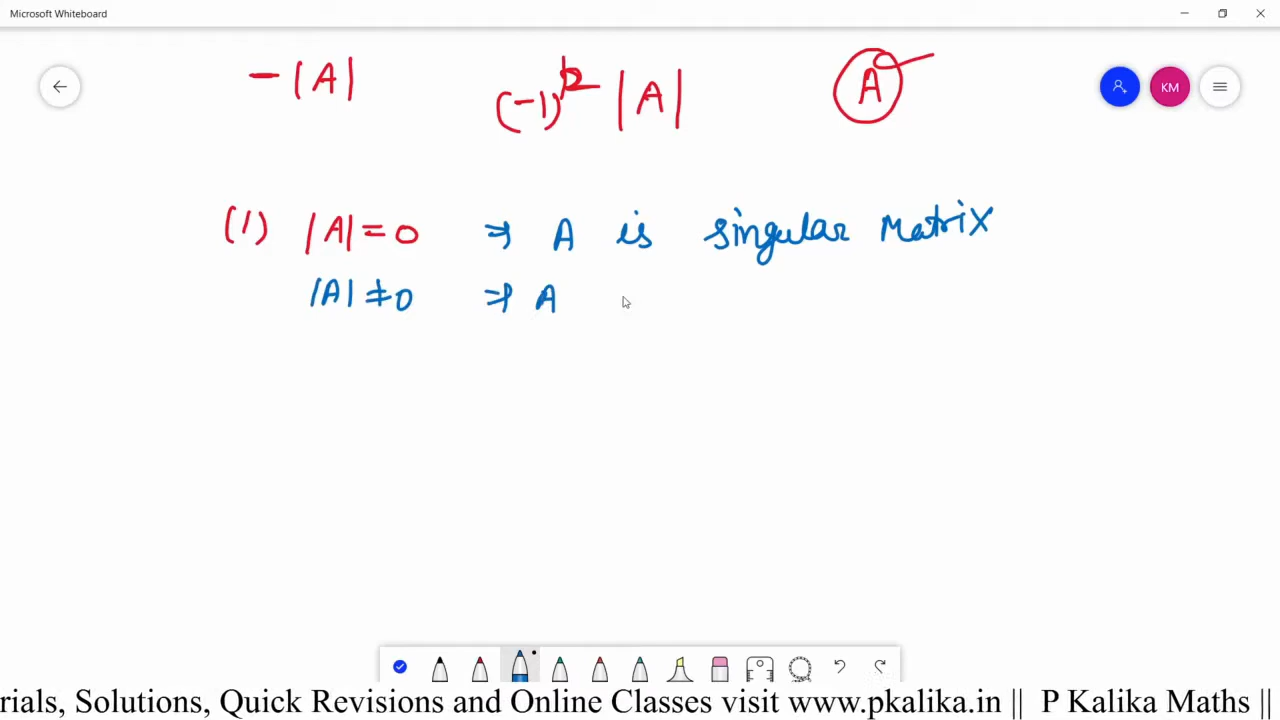 Microsoft Whiteboard
-|A| (-1)^k |A| A
KM
(1) |A| = 0 ⇒ A is singular Matrix
|A| ≠ 0 ⇒ A
rials, Solutions, Quick Revisions and Online Classes visit www.pkalika.in || P Kalika Maths ||